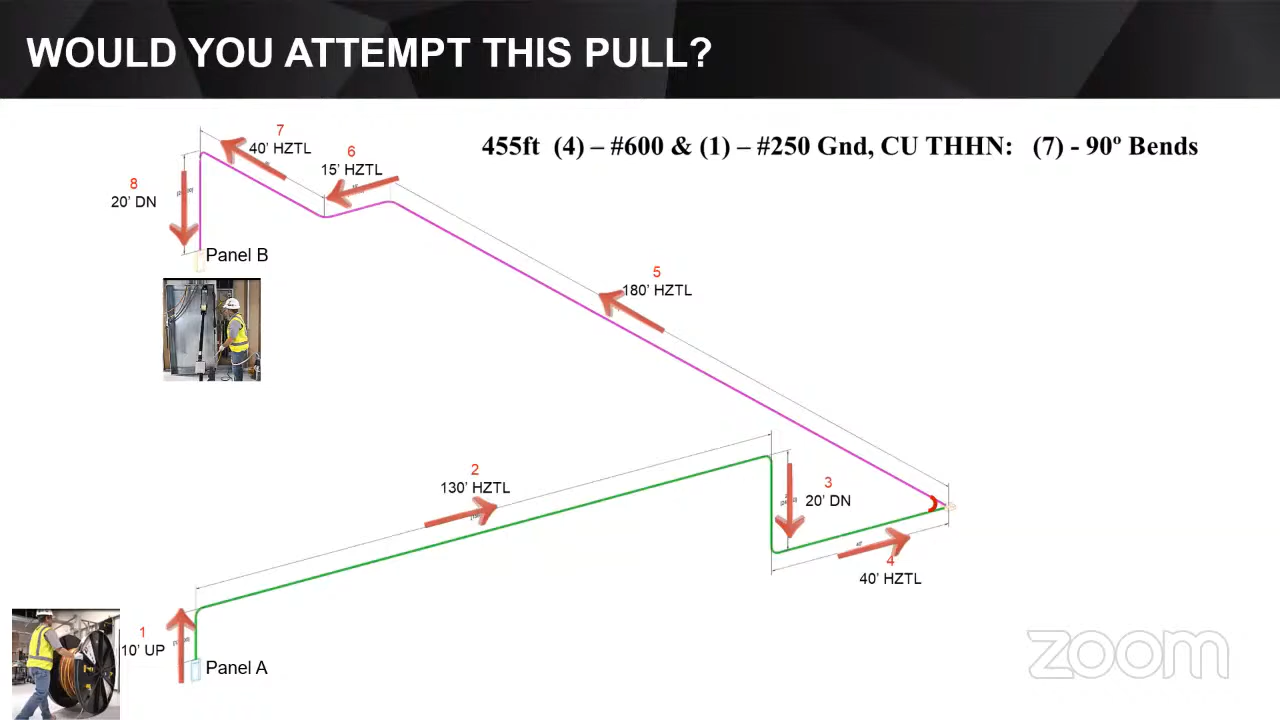 WOULD YOU ATTEMPT THIS PULL?
455ft (4) – #600 & (1) – #250 Gnd, CU THHN: (7) - 90º Bends
7
40' HZTL
6
15' HZTL
8
20' DN
Panel B
5
180' HZTL
2
130' HZTL
3
20' DN
4
40' HZTL
1
10' UP
Panel A
zoom